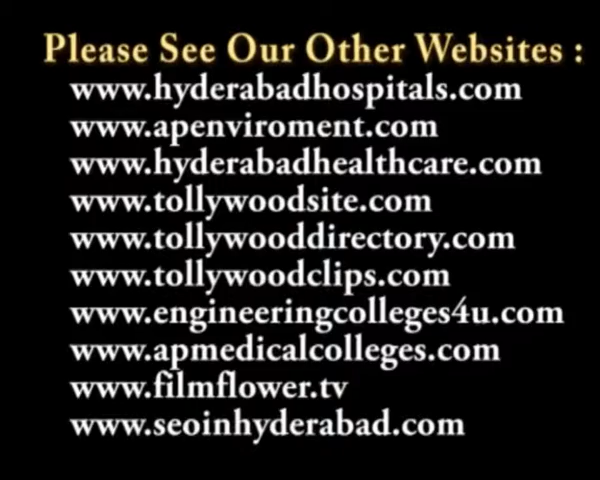 Please See Our Other Websites :
www.hyderabadhospitals.com
www.apenviroment.com
www.hyderabadhealthcare.com
www.tollywoodsite.com
www.tollywooddirectory.com
www.tollywoodclips.com
www.engineeringcolleges4u.com
www.apmedicalcolleges.com
www.filmflower.tv
www.seoinhyderabad.com